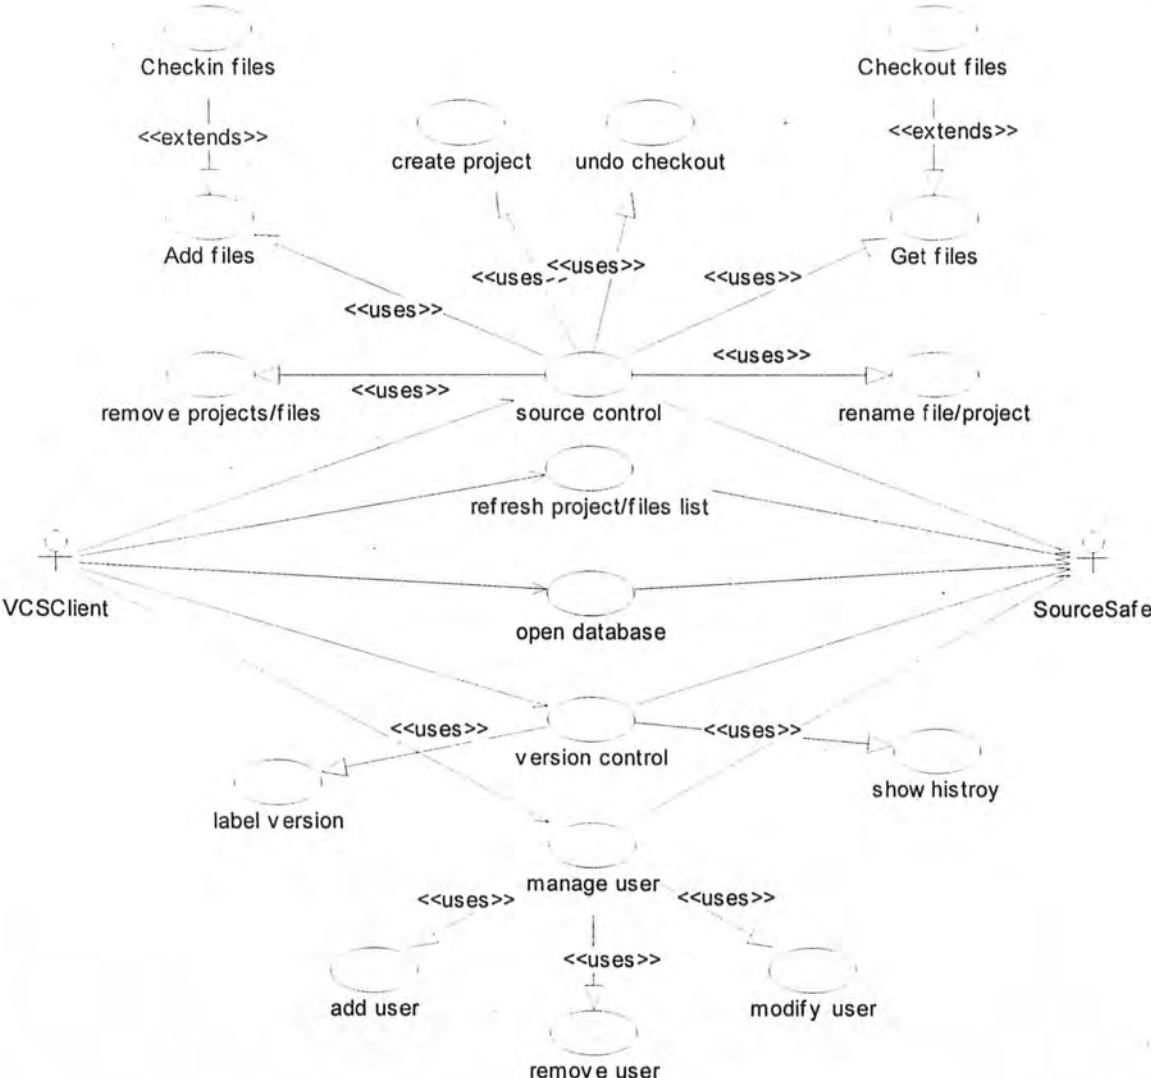 Checkin files
Checkout files
<<extends>>
<<extends>>
create project
undo checkout
Add files
Get files
<<uses
<<uses>>
<<uses>>
<<uses>>
<<uses>>
<<uses>>
remove projects/files
source control
rename file/project
refresh project/files list
VCSClient
SourceSafe
open database
<<uses>>
<<uses>>
version control
show histroy
label version
manage user
<<uses>>
<<uses>>
<<uses>>
add user
modify user
remove user